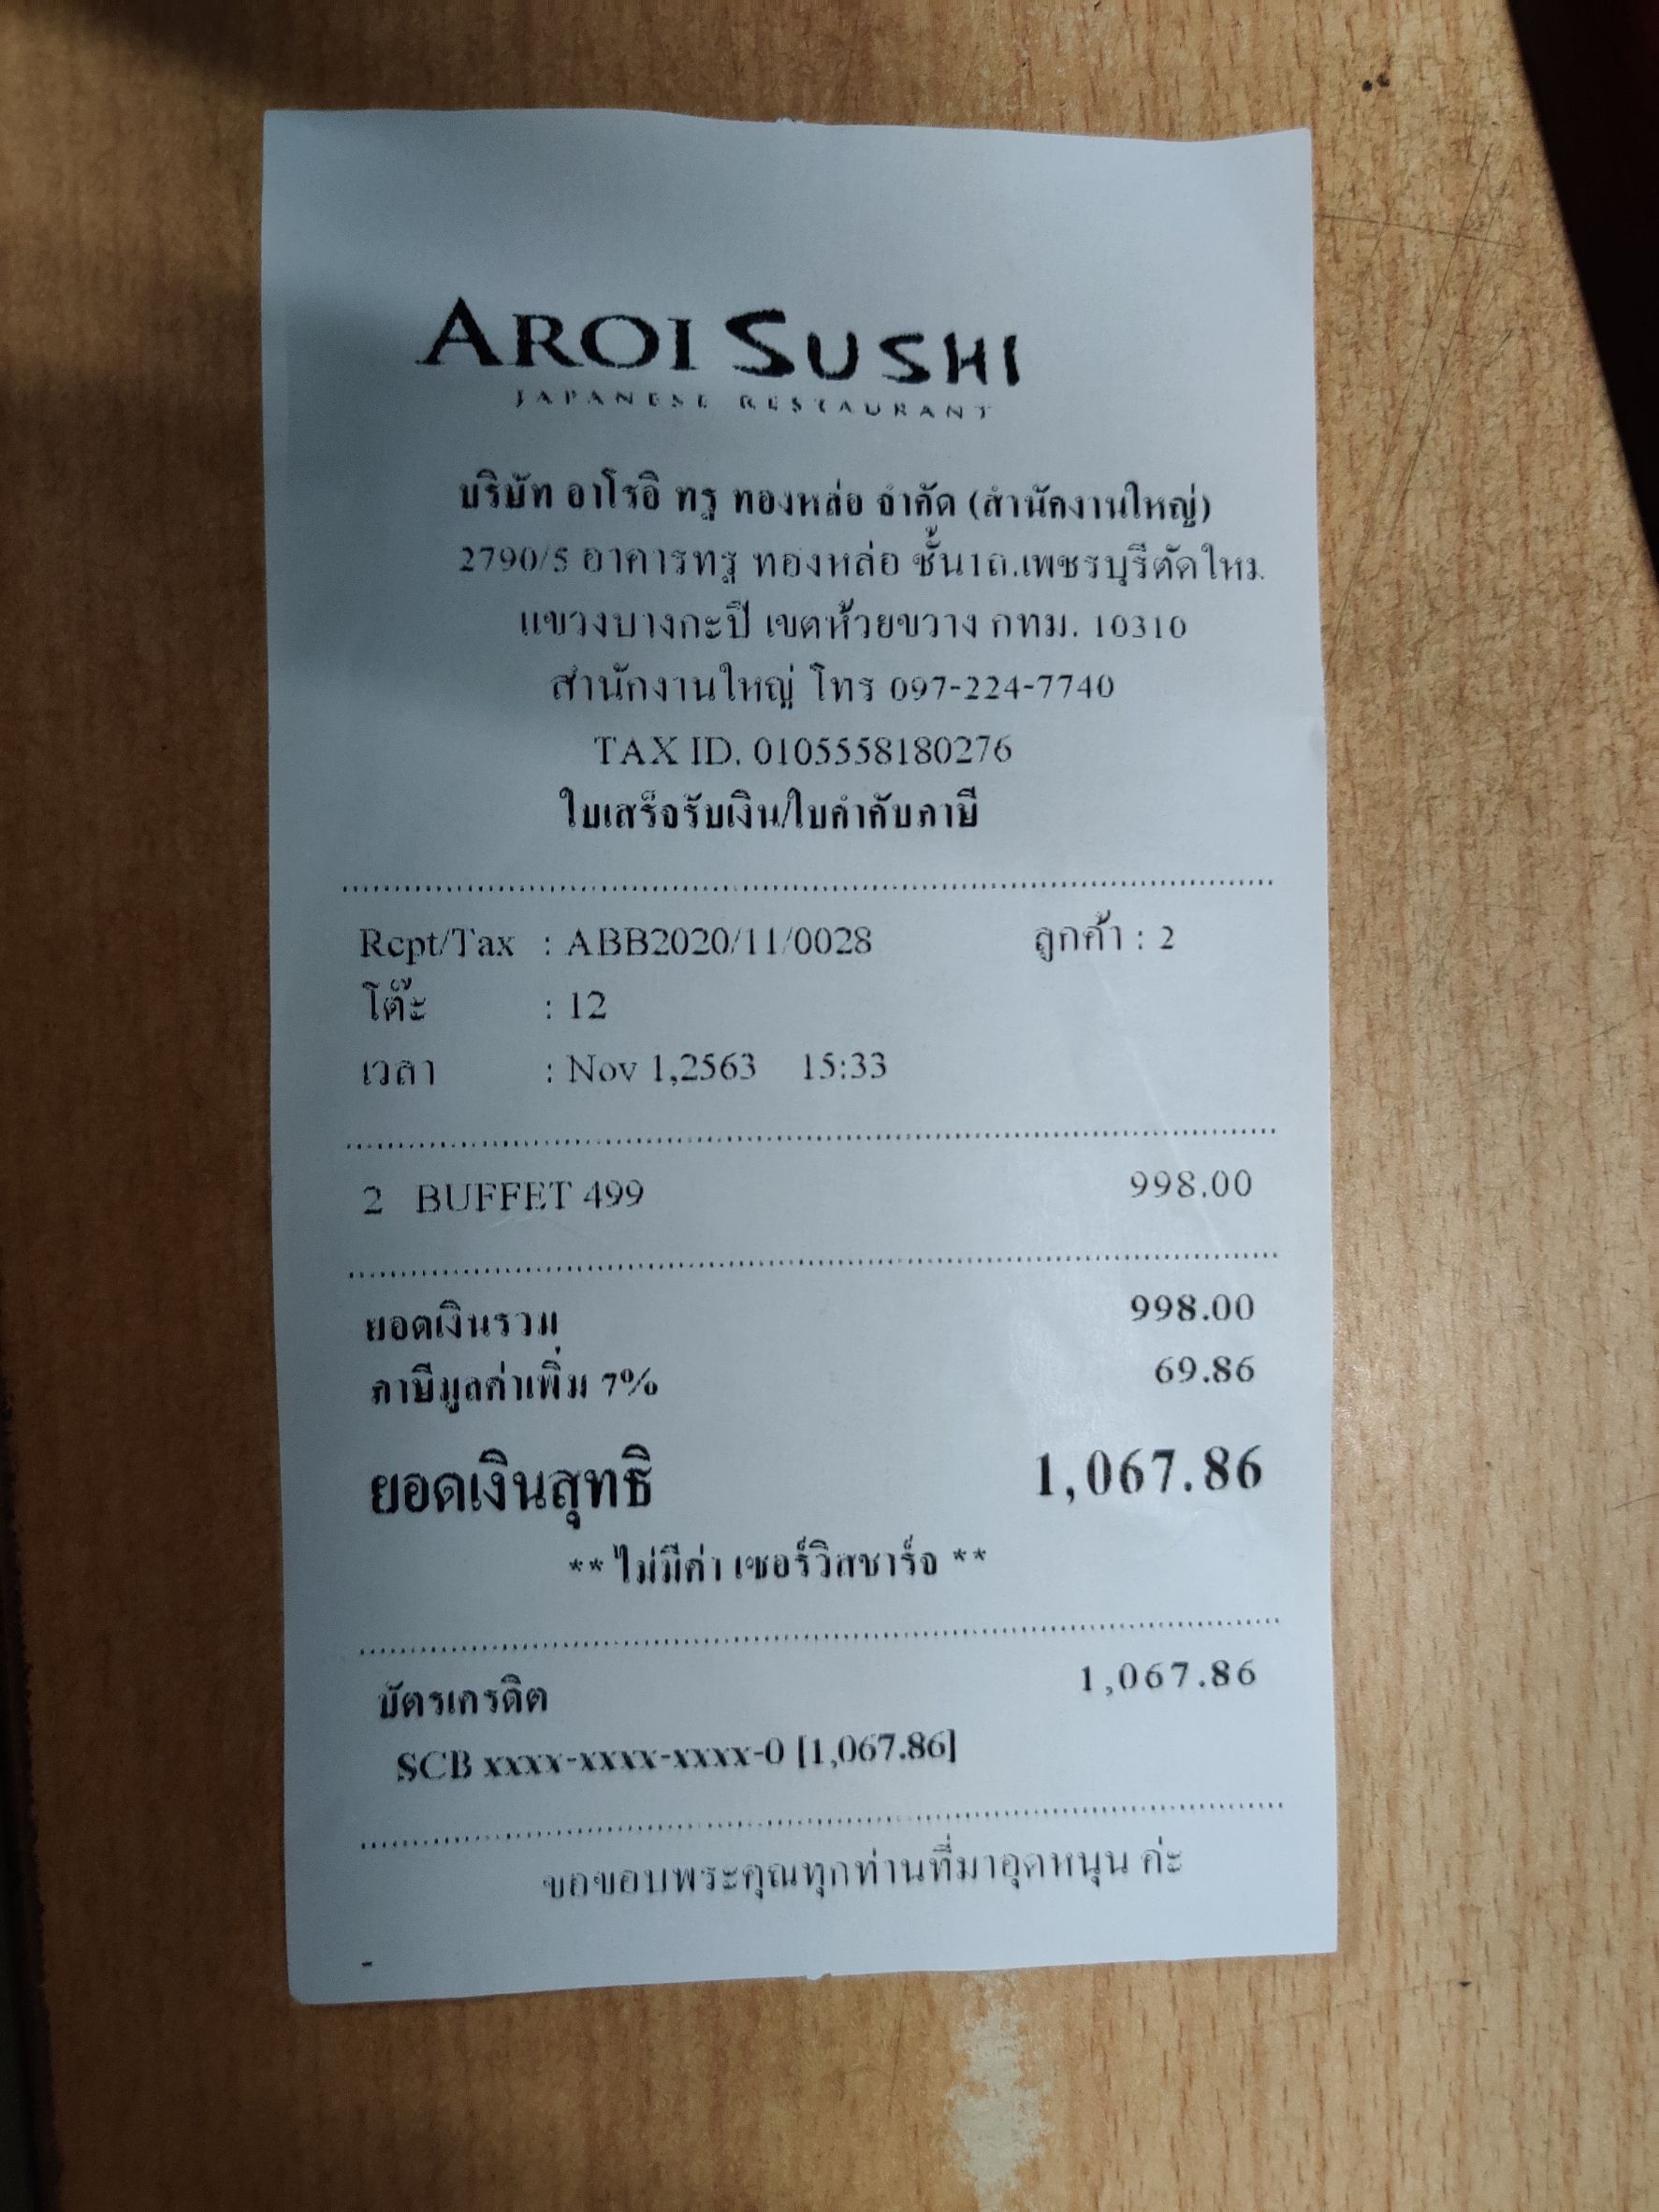 AROI SUSHI
JAPANESE RESTAURANT
บริษัท อาโรอิ ทรู ทองหล่อ จำกัด (สำนักงานใหญ่)
2790/5 อาคารทรู ทองหล่อ ชั้น1ถ.เพชรบุรีตัดใหม
แขวงบางกะปิ เขตห้วยขวาง กทม. 10310
สำนักงานใหญ่ โทร 097-224-7740
TAX ID. 0105558180276
ใบเสร็จรับเงิน/ใบกำกับภาษี
Rcpt/Tax : ABB2020/11/0028 ลูกค้า : 2
โต๊ะ : 12
เวลา : Nov 1,2563 15:33
2 BUFFET 499 998.00
ยอดเงินรวม 998.00
ภาษีมูลค่าเพิ่ม 7% 69.86
ยอดเงินสุทธิ 1,067.86
** ไม่มีค่า เซอร์วิสชาร์จ **
บัตรเครดิต 1,067.86
SCB xxxx-xxxx-xxxx-0 [1,067.86]
ขอขอบพระคุณทุกท่านที่มาอุดหนุน ค่ะ
-